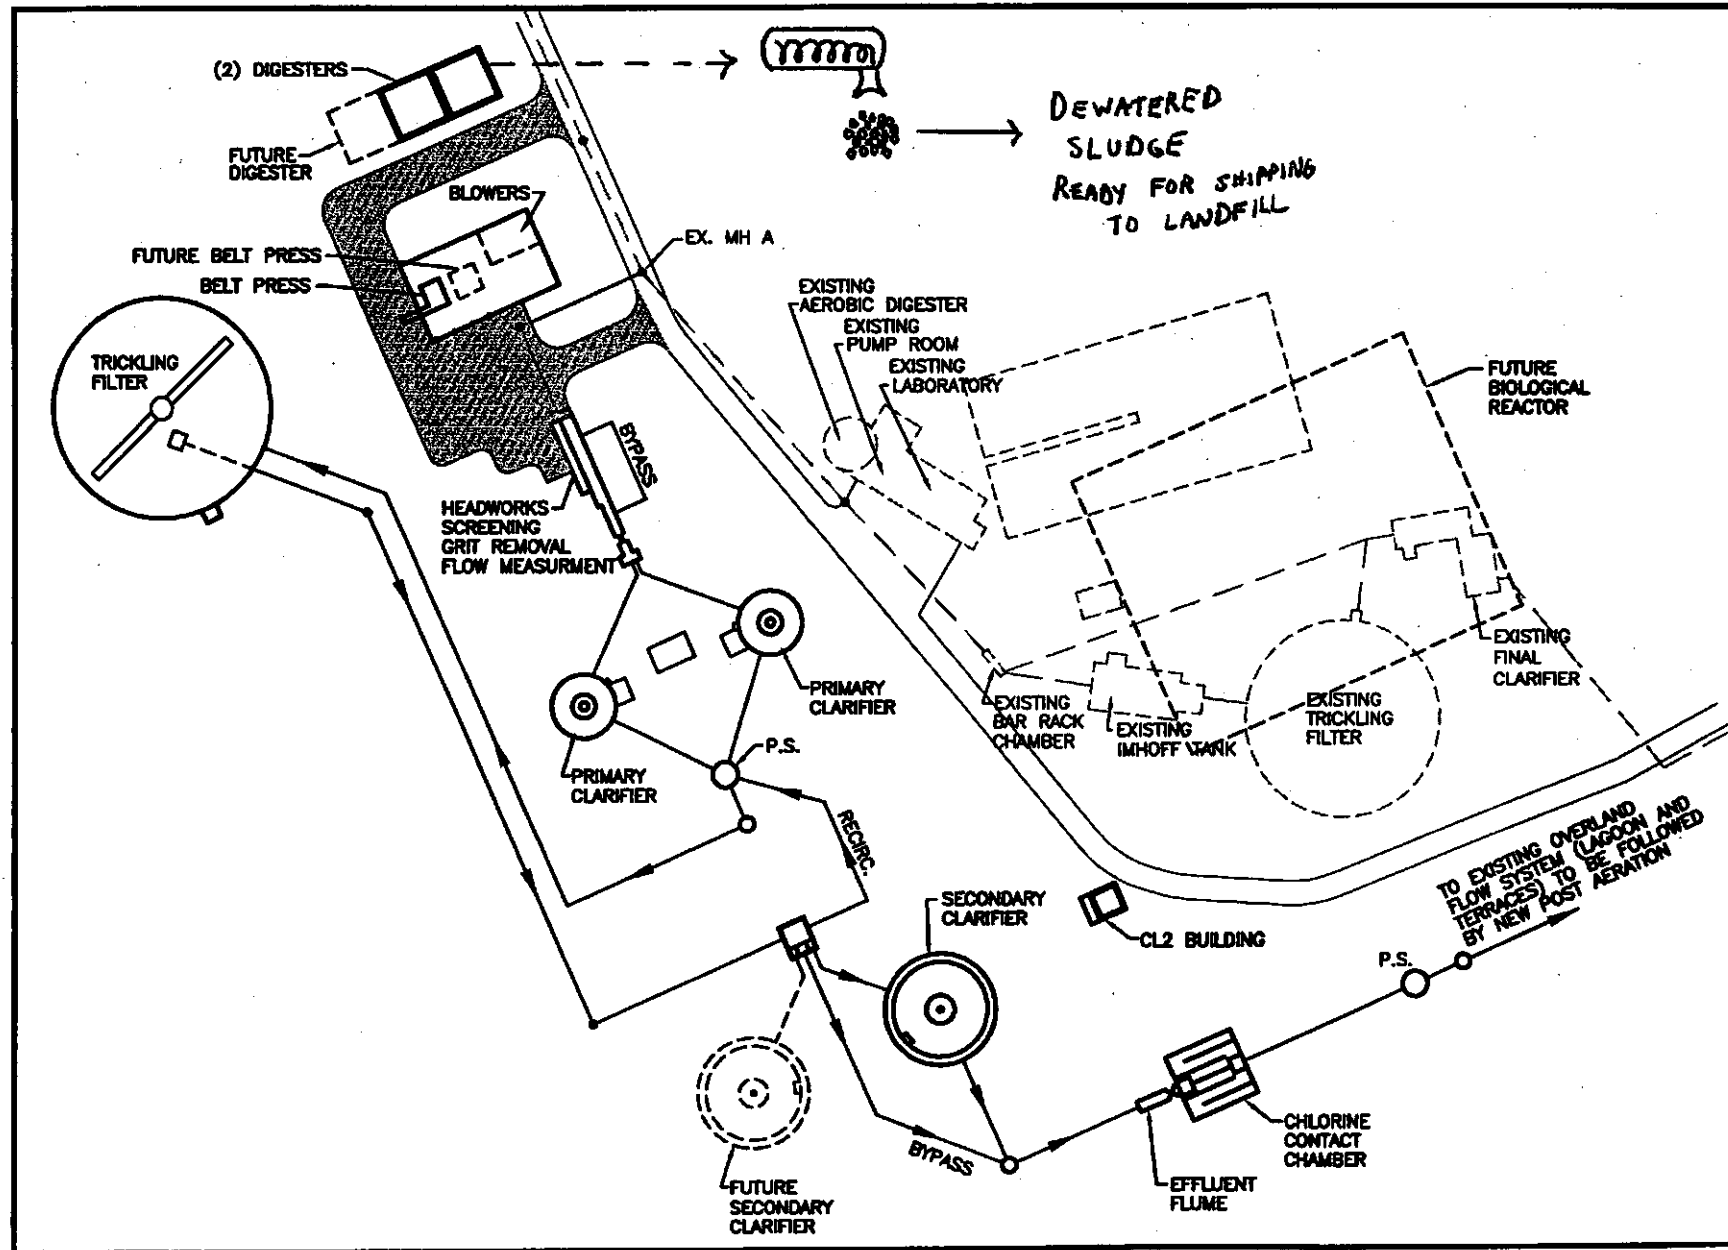 (2) DIGESTERS
FUTURE
DIGESTER
BLOWERS
FUTURE BELT PRESS
BELT PRESS
EX. MH A
DEWATERED
SLUDGE
READY FOR SHIPPING
TO LANDFILL
TRICKLING
FILTER
EXISTING
AEROBIC DIGESTER
EXISTING
PUMP ROOM
EXISTING
LABORATORY
FUTURE
BIOLOGICAL
REACTOR
BYPASS
HEADWORKS
SCREENING
GRIT REMOVAL
FLOW MEASURMENT
PRIMARY
CLARIFIER
PRIMARY
CLARIFIER
P.S.
RECIRC.
EXISTING
BAR RACK
CHAMBER
EXISTING
IMHOFF TANK
EXISTING
TRICKLING
FILTER
EXISTING
FINAL
CLARIFIER
TO EXISTING OVERLAND
FLOW SYSTEM (LAGOON AND
TERRACES) TO BE FOLLOWED
BY NEW POST AERATION
SECONDARY
CLARIFIER
CL2 BUILDING
P.S.
BYPASS
CHLORINE
CONTACT
CHAMBER
EFFLUENT
FLUME
FUTURE
SECONDARY
CLARIFIER